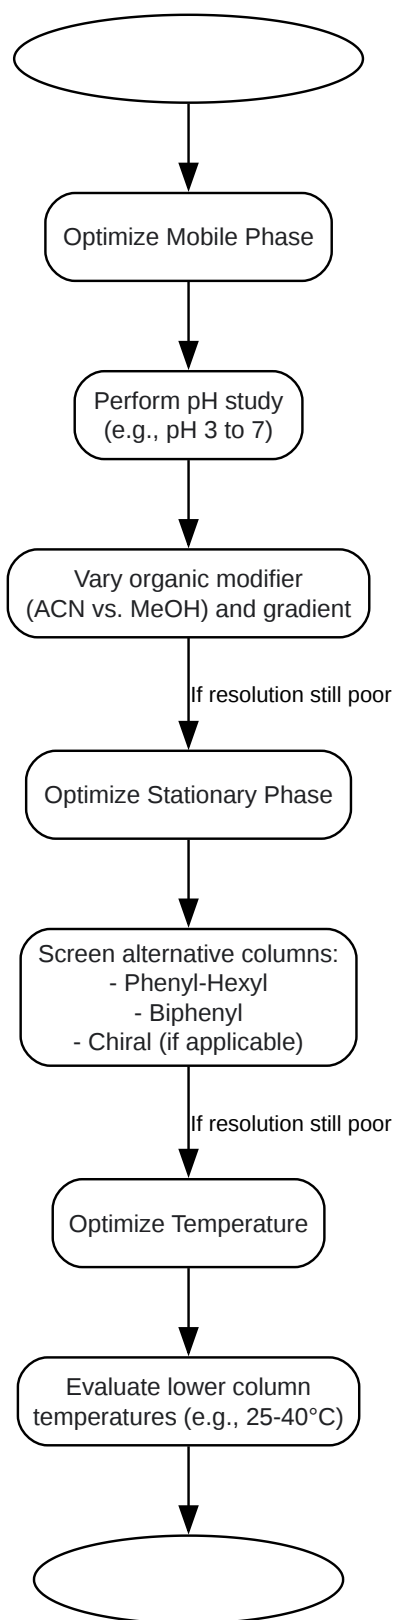 Optimize Mobile Phase
Perform pH study
(e.g., pH 3 to 7)
Vary organic modifier
(ACN vs. MeOH) and gradient
If resolution still poor
Optimize Stationary Phase
Screen alternative columns:
- Phenyl-Hexyl
- Biphenyl
- Chiral (if applicable)
If resolution still poor
Optimize Temperature
Evaluate lower column
temperatures (e.g., 25-40°C)